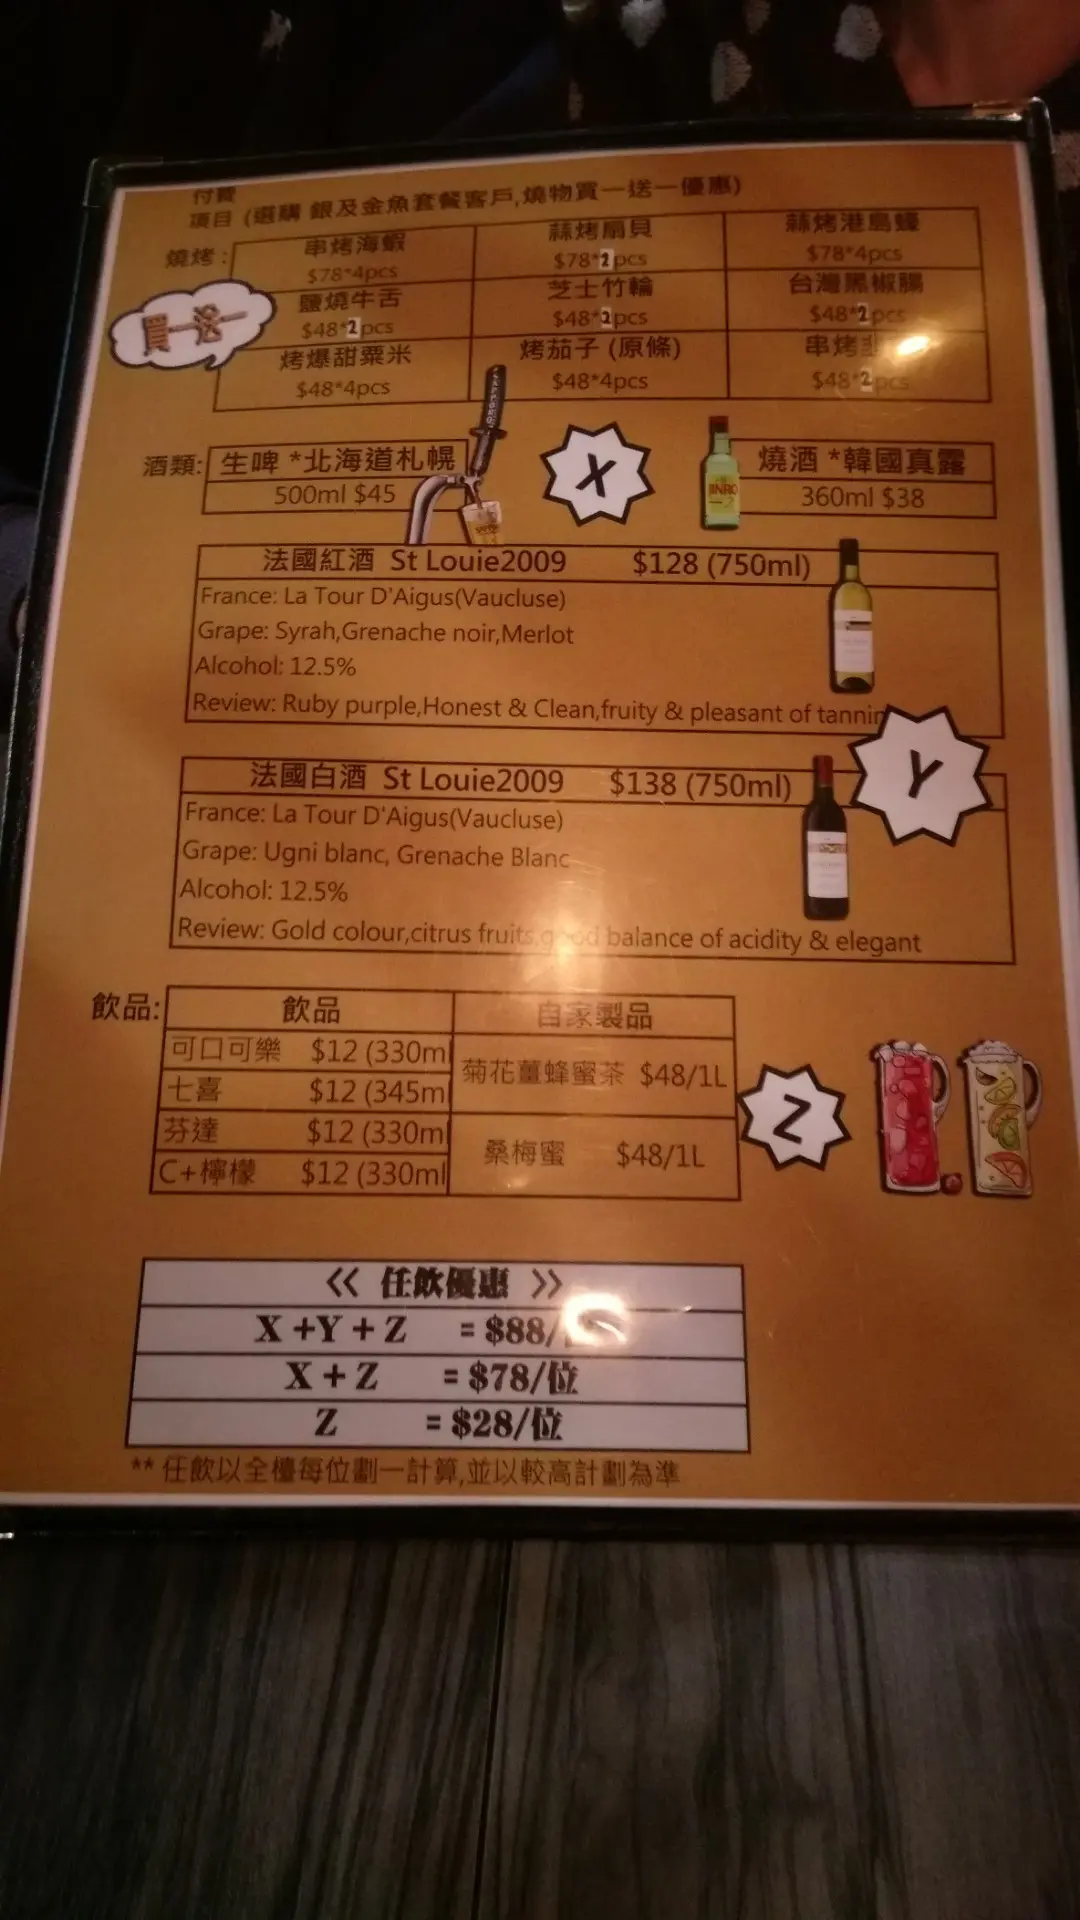 付費
項目 (選購 銀及金魚套餐客戶,燒物買一送一優惠)
燒烤:
買一送一
串烤海蝦 蒜烤扇貝 蒜烤港島蠔
$78*4pcs $78*2pcs $78*4pcs
鹽燒牛舌 芝士竹輪 台灣黑椒腸
$48*2pcs $48*2pcs $48*2pcs
烤爆甜粟米 烤茄子 (原條) 串烤
$48*4pcs $48*4pcs $48*2pcs
SAPPORO
酒類: 生啤 *北海道札幌 X 燒酒 *韓國真露
500ml $45 JINRO 360ml $38
法國紅酒 St Louie2009 $128 (750ml)
France: La Tour D'Aigus(Vaucluse)
Grape: Syrah,Grenache noir,Merlot
Alcohol: 12.5%
Review: Ruby purple,Honest & Clean,fruity & pleasant of tannin
Y
法國白酒 St Louie2009 $138 (750ml)
France: La Tour D'Aigus(Vaucluse)
Grape: Ugni blanc, Grenache Blanc
Alcohol: 12.5%
Review: Gold colour,citrus fruits,good balance of acidity & elegant
飲品: 飲品 自家製品
可口可樂 $12 (330ml
七喜 $12 (345ml
芬達 $12 (330ml
C+檸檬 $12 (330ml
菊花薑蜂蜜茶 $48/1L
桑梅蜜 $48/1L
Z
<< 任飲優惠 >>
X +Y + Z = $88/
X + Z = $78/位
Z = $28/位
** 任飲以全檯每位劃一計算,並以較高計劃為準